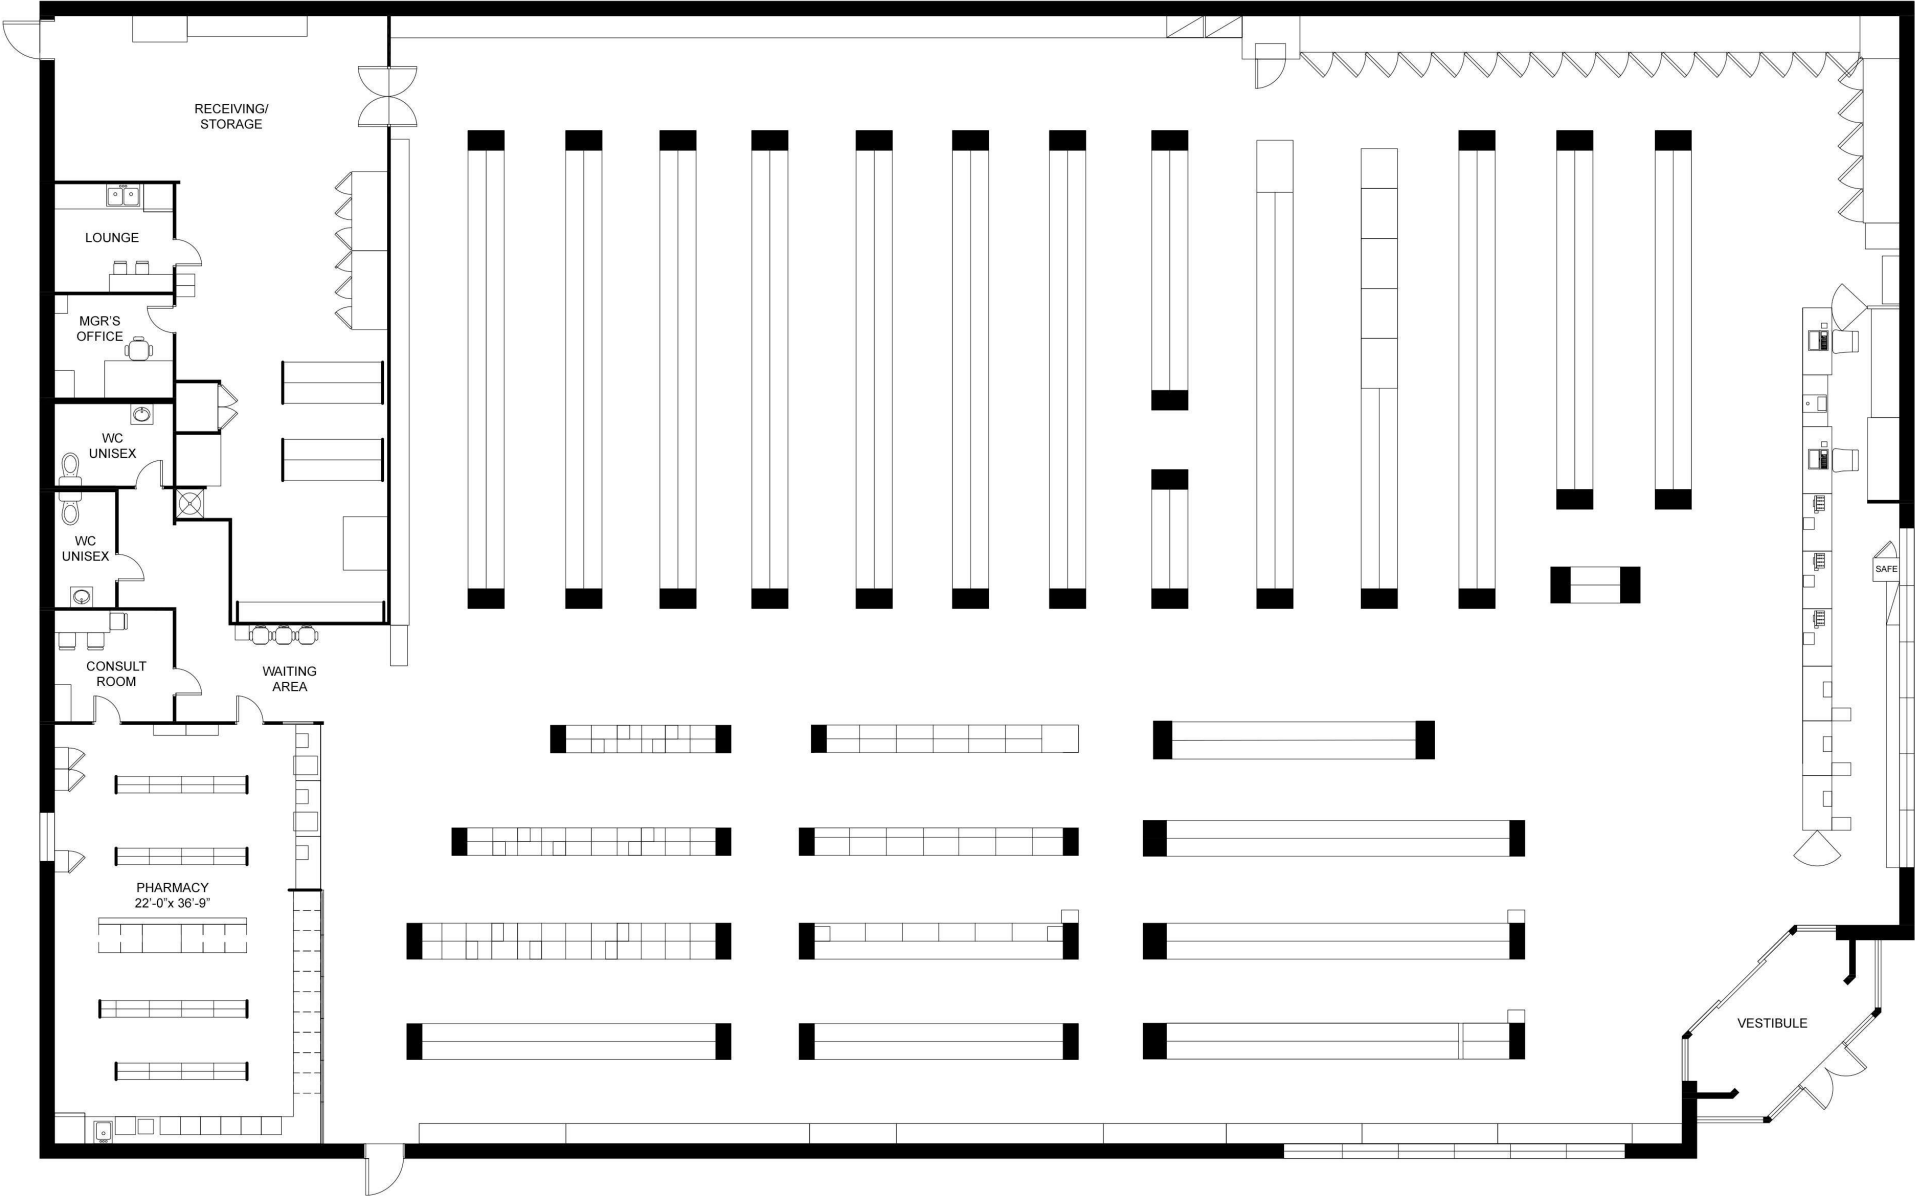 RECEIVING/
STORAGE
LOUNGE
MGR'S
OFFICE
WC
UNISEX
WC
UNISEX
SAFE
CONSULT
ROOM
WAITING
AREA
PHARMACY
22'-0"x 36'-9"
VESTIBULE